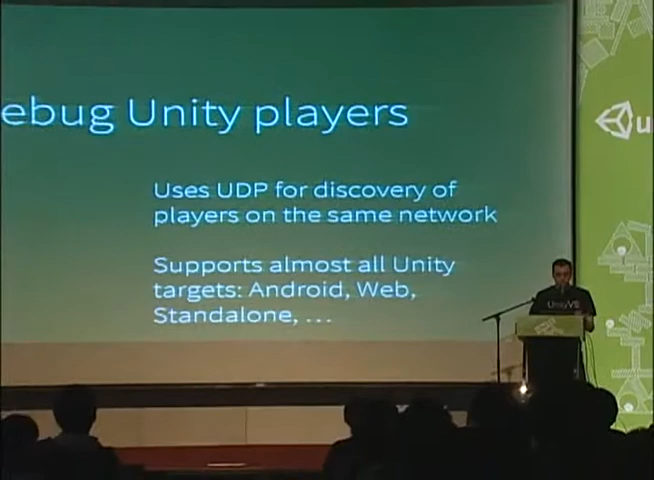 ebug Unity players
Uses UDP for discovery of
players on the same network
Supports almost all Unity
targets: Android, Web,
Standalone, ...
UnityVS
u